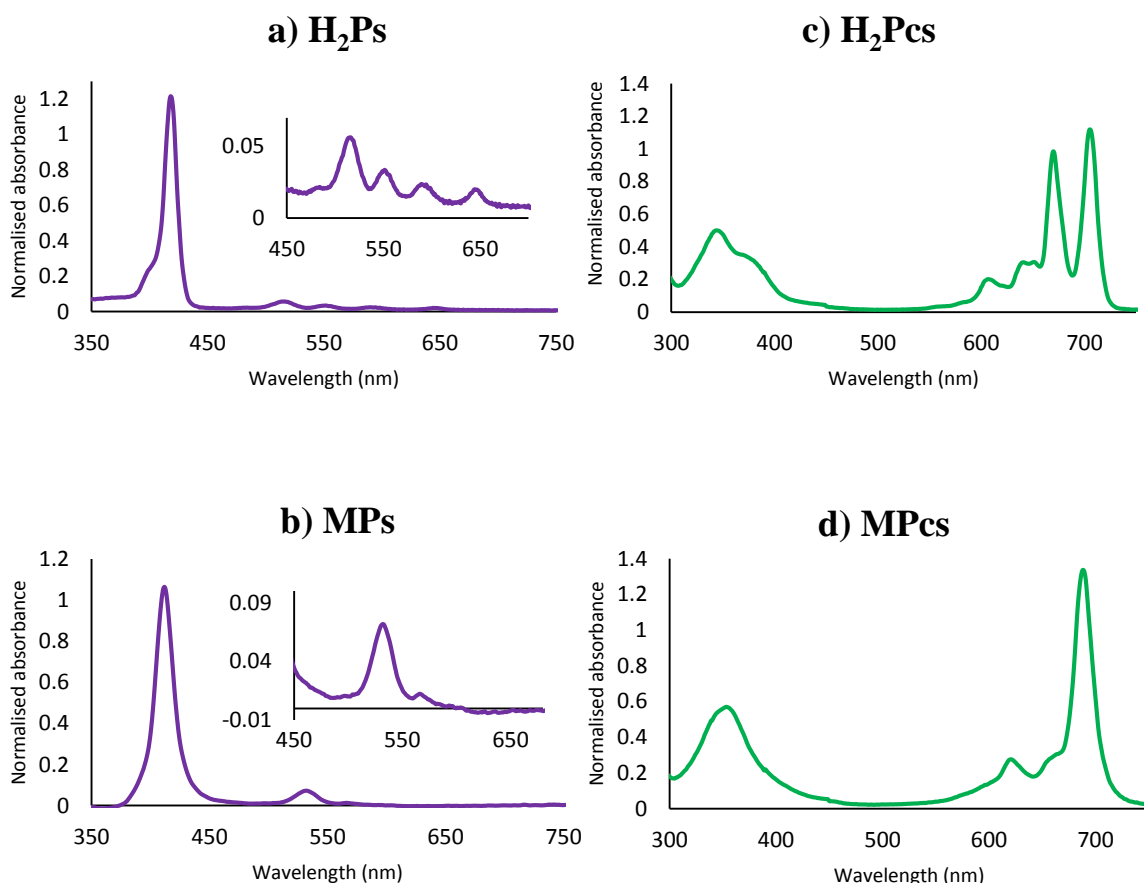 a) H₂Ps
Normalised absorbance
1.2
1
0.8
0.6
0.4
0.2
0
350 450 550 650 750
Wavelength (nm)
0.05
0
450 550 650
c) H₂Pcs
Normalised absorbance
1.4
1.2
1
0.8
0.6
0.4
0.2
0
300 400 500 600 700
Wavelength (nm)
b) MPs
Normalised absorbance
1.2
1
0.8
0.6
0.4
0.2
0
350 450 550 650 750
Wavelength (nm)
0.09
0.04
-0.01
450 550 650
d) MPcs
Normalised absorbance
1.4
1.2
1
0.8
0.6
0.4
0.2
0
300 400 500 600 700
Wavelength (nm)